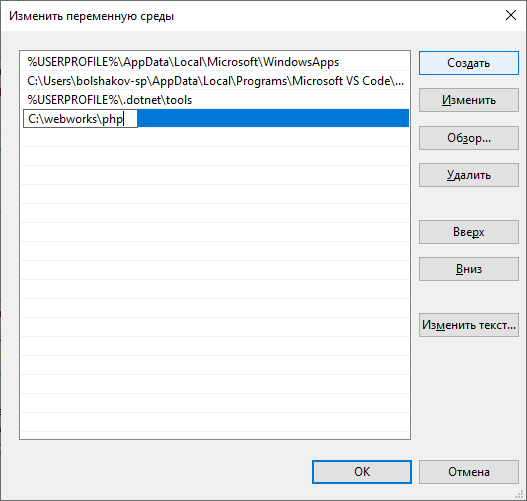 Изменить переменную среды
%USERPROFILE%\AppData\Local\Microsoft\WindowsApps
C:\Users\bolshakov-sp\AppData\Local\Programs\Microsoft VS Code\...
%USERPROFILE%\.dotnet\tools
C:\webworks\php
Создать
Изменить
Обзор...
Удалить
Вверх
Вниз
Изменить текст...
ОК
Отмена